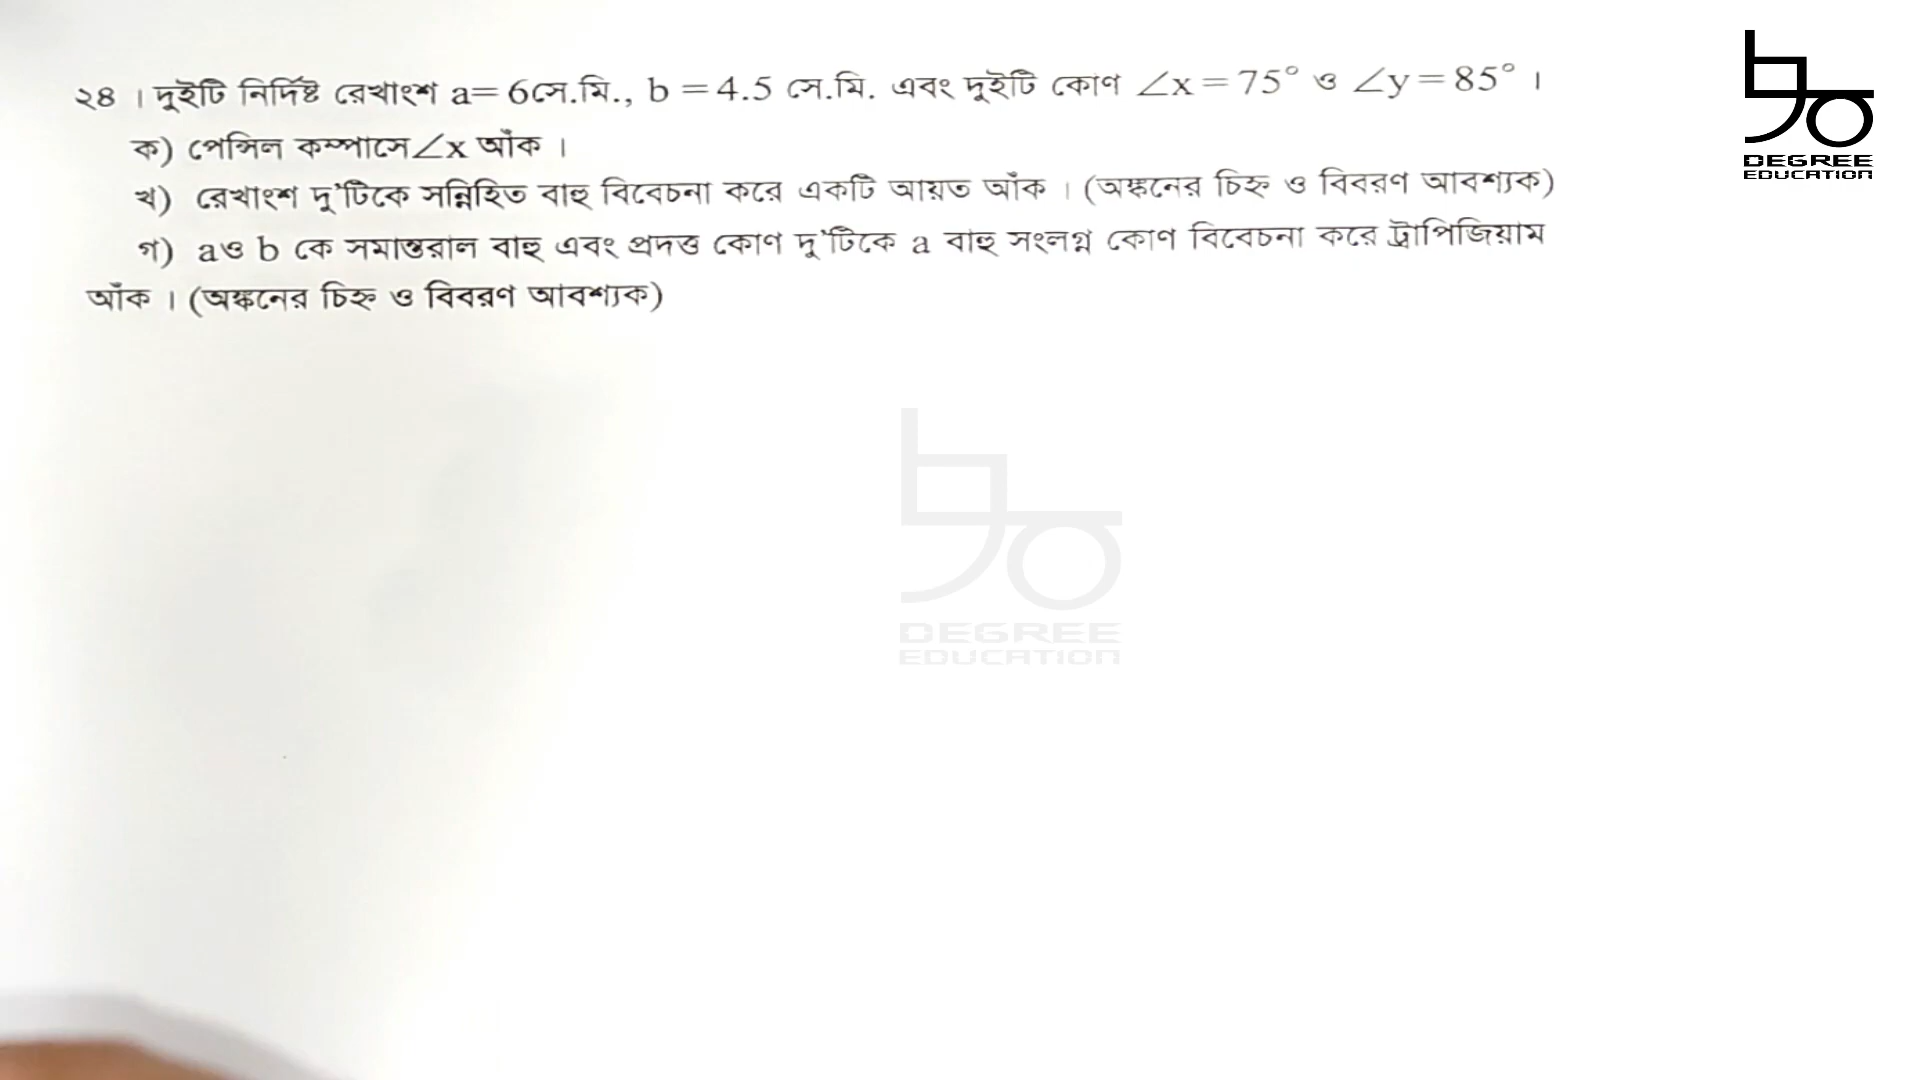 ২৪। দুইটি নির্দিষ্ট রেখাংশ a= 6সে.মি., b = 4.5 সে.মি. এবং দুইটি কোণ ∠x = 75° ও ∠y = 85° ।
ক) পেন্সিল কম্পাসে∠x আঁক ।
খ) রেখাংশ দু'টিকে সন্নিহিত বাহু বিবেচনা করে একটি আয়ত আঁক । (অঙ্কনের চিহ্ন ও বিবরণ আবশ্যক)
গ) aও b কে সমান্তরাল বাহু এবং প্রদত্ত কোণ দু'টিকে a বাহু সংলগ্ন কোণ বিবেচনা করে ট্রাপিজিয়াম
আঁক । (অঙ্কনের চিহ্ন ও বিবরণ আবশ্যক)
DEGREE
EDUCATION
DEGREE
EDUCATION